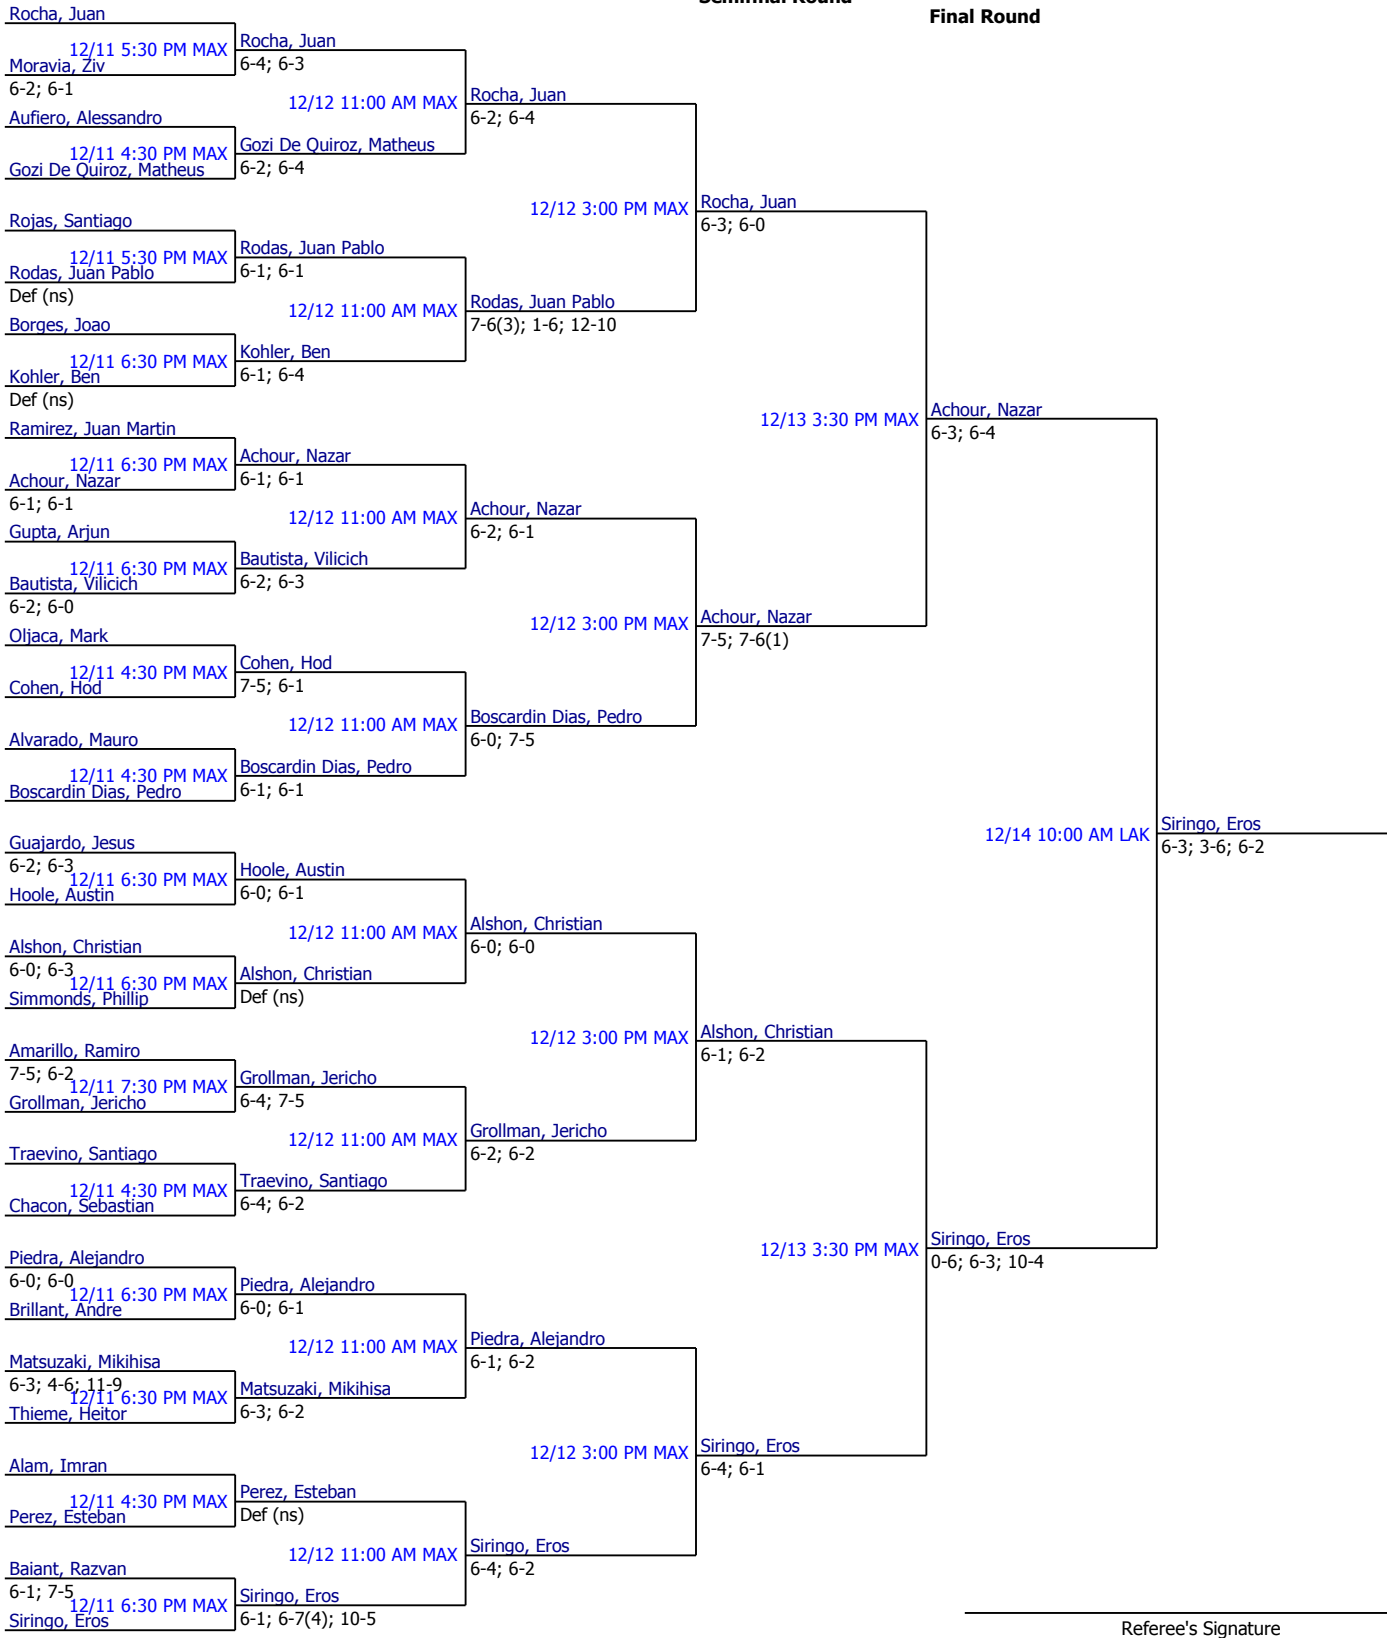 Semifinal Round
Final Round
Rocha, Juan
12/11 5:30 PM MAX
Moravia, Ziv
6-2; 6-1
Aufiero, Alessandro
12/11 4:30 PM MAX
Gozi De Quiroz, Matheus
Rojas, Santiago
12/11 5:30 PM MAX
Rodas, Juan Pablo
Def (ns)
Borges, Joao
12/11 6:30 PM MAX
Kohler, Ben
Def (ns)
Ramirez, Juan Martin
12/11 6:30 PM MAX
Achour, Nazar
6-1; 6-1
Gupta, Arjun
12/11 6:30 PM MAX
Bautista, Vilicich
6-2; 6-0
Oljaca, Mark
12/11 4:30 PM MAX
Cohen, Hod
Alvarado, Mauro
12/11 4:30 PM MAX
Boscardin Dias, Pedro
Guajardo, Jesus
6-2; 6-3
12/11 6:30 PM MAX
Hoole, Austin
Alshon, Christian
6-0; 6-3
12/11 6:30 PM MAX
Simmonds, Phillip
Amarillo, Ramiro
7-5; 6-2
12/11 7:30 PM MAX
Grollman, Jericho
Traevino, Santiago
12/11 4:30 PM MAX
Chacon, Sebastian
Piedra, Alejandro
6-0; 6-0
12/11 6:30 PM MAX
Brillant, Andre
Matsuzaki, Mikihisa
6-3; 4-6; 11-9
12/11 6:30 PM MAX
Thieme, Heitor
Alam, Imran
12/11 4:30 PM MAX
Perez, Esteban
Baiant, Razvan
6-1; 7-5
12/11 6:30 PM MAX
Siringo, Eros
Rocha, Juan
6-4; 6-3
12/12 11:00 AM MAX
Gozi De Quiroz, Matheus
6-2; 6-4
Rodas, Juan Pablo
6-1; 6-1
12/12 11:00 AM MAX
Kohler, Ben
6-1; 6-4
Achour, Nazar
6-1; 6-1
12/12 11:00 AM MAX
Bautista, Vilicich
6-2; 6-3
Cohen, Hod
7-5; 6-1
12/12 11:00 AM MAX
Boscardin Dias, Pedro
6-1; 6-1
Hoole, Austin
6-0; 6-1
12/12 11:00 AM MAX
Alshon, Christian
Def (ns)
Grollman, Jericho
6-4; 7-5
12/12 11:00 AM MAX
Traevino, Santiago
6-4; 6-2
Piedra, Alejandro
6-0; 6-1
12/12 11:00 AM MAX
Matsuzaki, Mikihisa
6-3; 6-2
Perez, Esteban
Def (ns)
12/12 11:00 AM MAX
Siringo, Eros
6-1; 6-7(4); 10-5
Rocha, Juan
6-2; 6-4
12/12 3:00 PM MAX
Rodas, Juan Pablo
7-6(3); 1-6; 12-10
Achour, Nazar
6-2; 6-1
12/12 3:00 PM MAX
Boscardin Dias, Pedro
6-0; 7-5
Alshon, Christian
6-0; 6-0
12/12 3:00 PM MAX
Grollman, Jericho
6-2; 6-2
Piedra, Alejandro
6-1; 6-2
12/12 3:00 PM MAX
Siringo, Eros
6-4; 6-2
Rocha, Juan
6-3; 6-0
12/13 3:30 PM MAX
Achour, Nazar
7-5; 7-6(1)
Alshon, Christian
6-1; 6-2
12/13 3:30 PM MAX
Siringo, Eros
6-4; 6-1
Achour, Nazar
6-3; 6-4
12/14 10:00 AM LAK
Siringo, Eros
0-6; 6-3; 10-4
Siringo, Eros
6-3; 3-6; 6-2
Referee's Signature